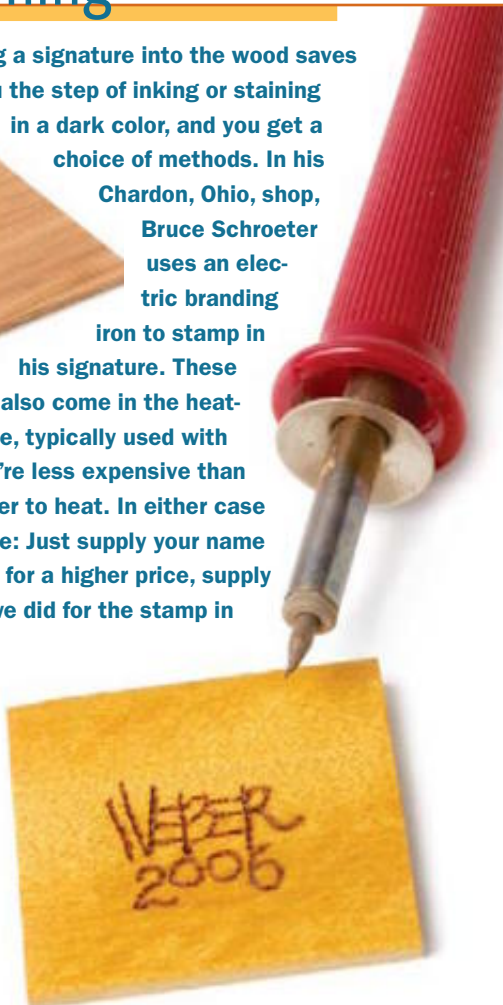 g a signature into the wood saves
the step of inking or staining
in a dark color, and you get a
choice of methods. In his
Chardon, Ohio, shop,
Bruce Schroeter
uses an elec-
tric branding
iron to stamp in
his signature. These
also come in the heat-
e, typically used with
're less expensive than
er to heat. In either case
e: Just supply your name
for a higher price, supply
ve did for the stamp in
WEBER
2006